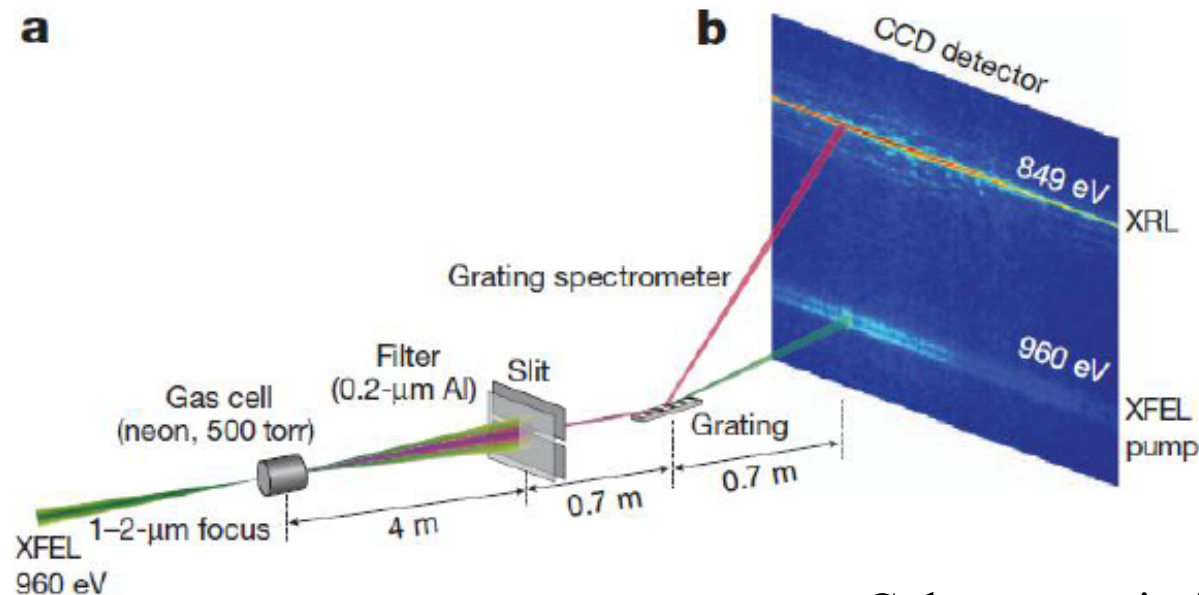 a
b
CCD detector
849 eV
XRL
Grating spectrometer
960 eV
XFEL
pump
Filter
(0.2-μm Al)
Slit
Gas cell
(neon, 500 torr)
Grating
0.7 m
0.7 m
4 m
1–2-μm focus
XFEL
960 eV